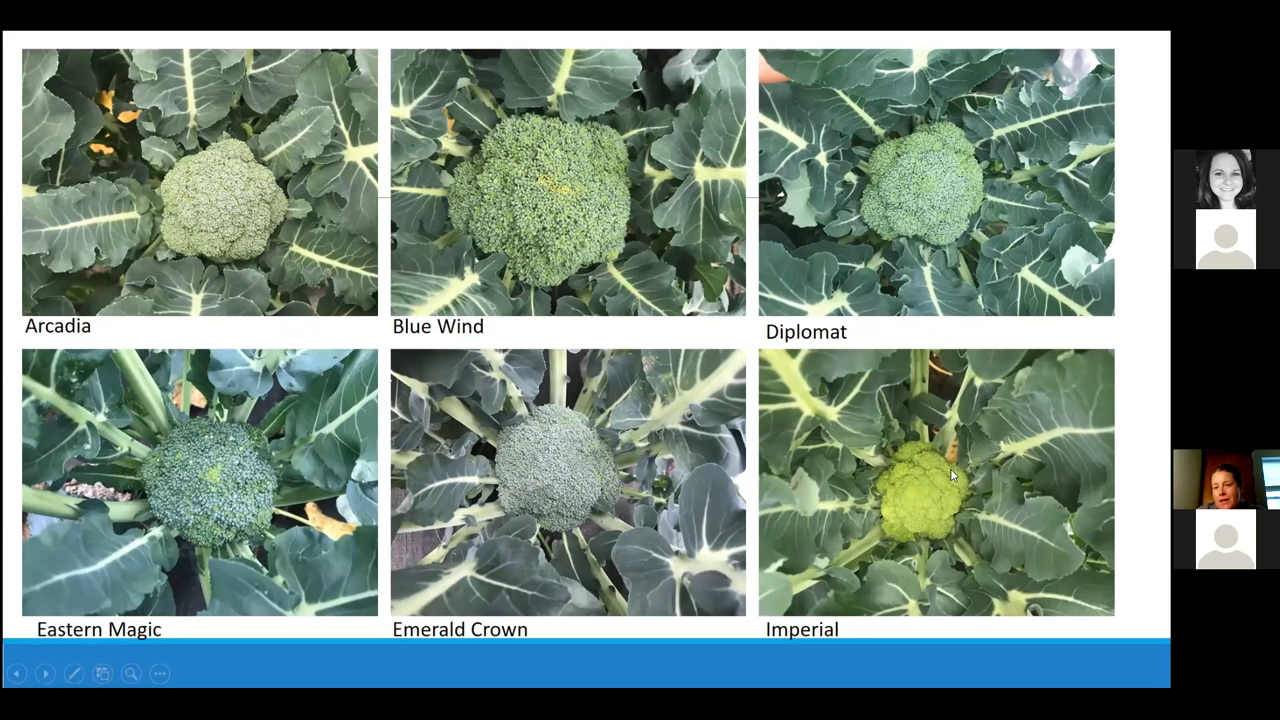 Arcadia
Blue Wind
Diplomat
Eastern Magic
Emerald Crown
Imperial